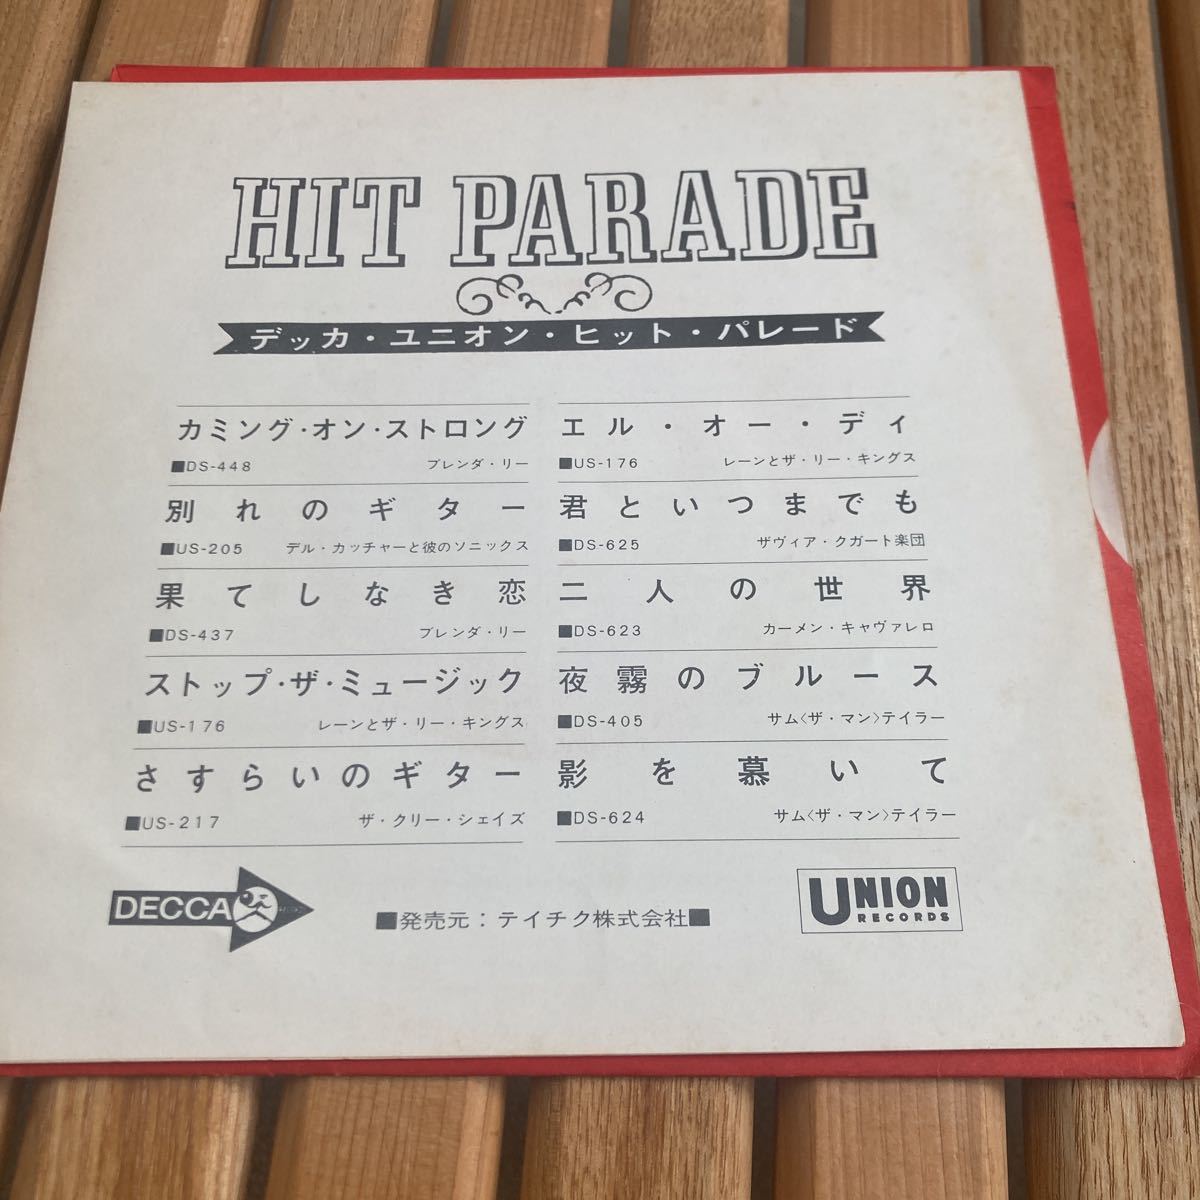 HIT PARADE
デッカ・ユニオン・ヒット・パレード
カミング・オン・ストロング
■DS-448 ブレンダ・リー
別れのギター
■US-205 デル・カッチャーと彼のソニックス
果てしなき恋
■DS-437 ブレンダ・リー
ストップ・ザ・ミュージック
■US-176 レーンとザ・リー・キングス
さすらいのギター
■US-217 ザ・クリー・シェイズ
エル・オー・ディ
■US-176 レーンとザ・リー・キングス
君といつまでも
■DS-625 ザヴィア・クガート楽団
二人の世界
■DS-623 カーメン・キャヴァレロ
夜霧のブルース
■DS-405 サム〈ザ・マン〉テイラー
影を慕いて
■DS-624 サム〈ザ・マン〉テイラー
DECCA
■発売元：テイチク株式会社■
UNION
RECORDS